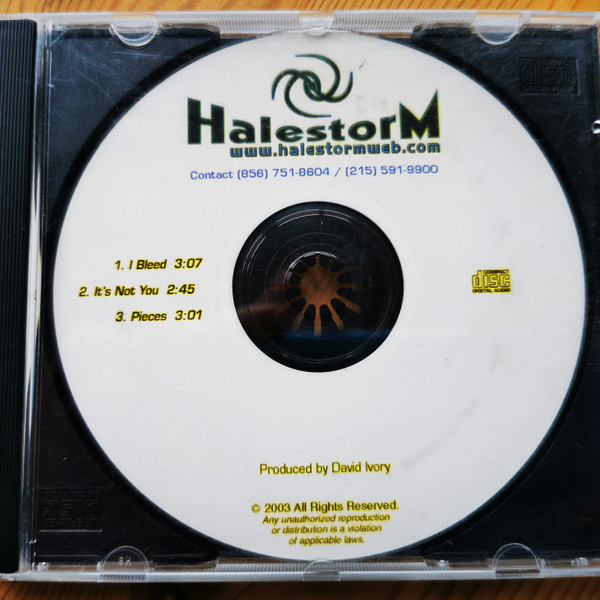 HalestorM
www.halestormweb.com
Contact (856) 751-8604 / (215) 591-9900
1. I Bleed 3:07
2. It's Not You 2:45
3. Pieces 3:01
COMPACT
disc
DIGITAL AUDIO
Produced by David Ivory
© 2003 All Rights Reserved.
Any unauthorized reproduction
or distribution is a violation
of applicable laws.
disc